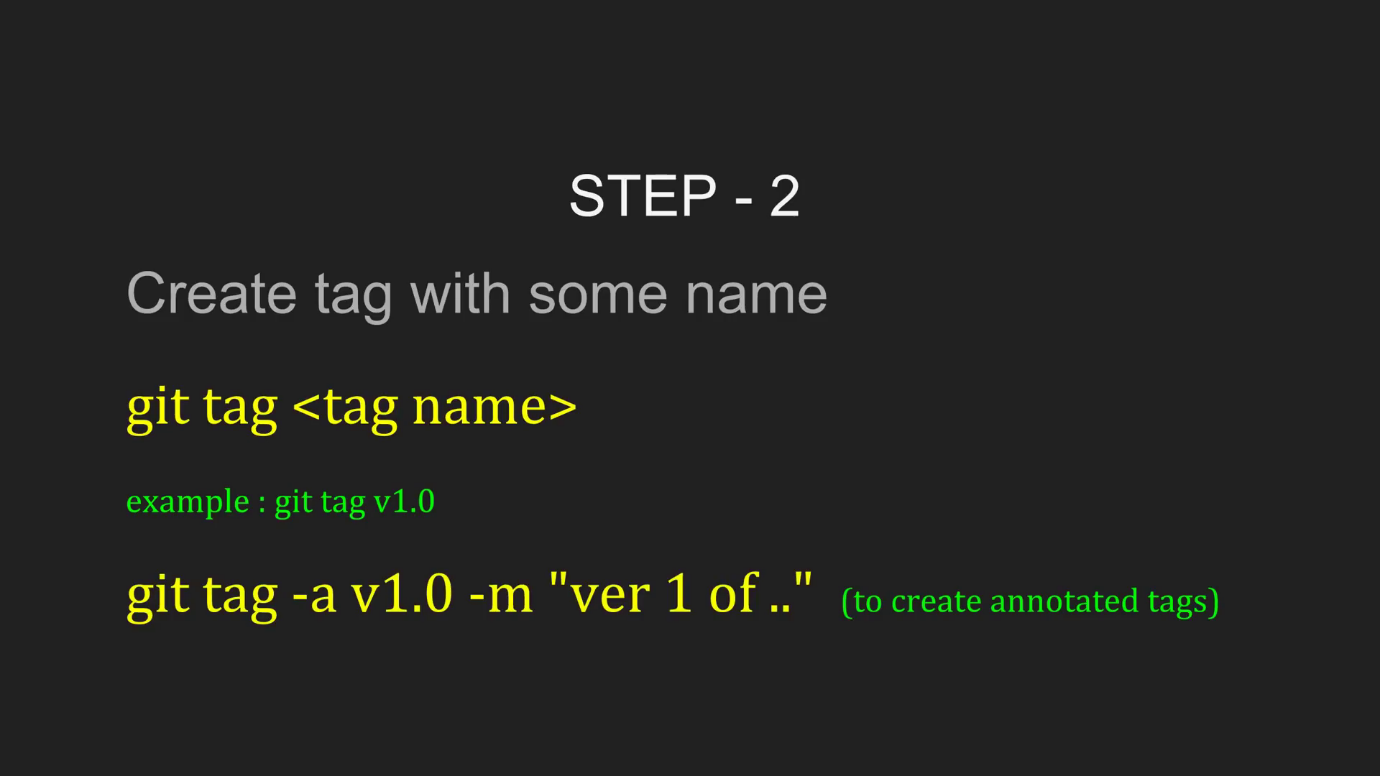 STEP - 2
Create tag with some name
git tag <tag name>
example : git tag v1.0
git tag -a v1.0 -m "ver 1 of .." (to create annotated tags)